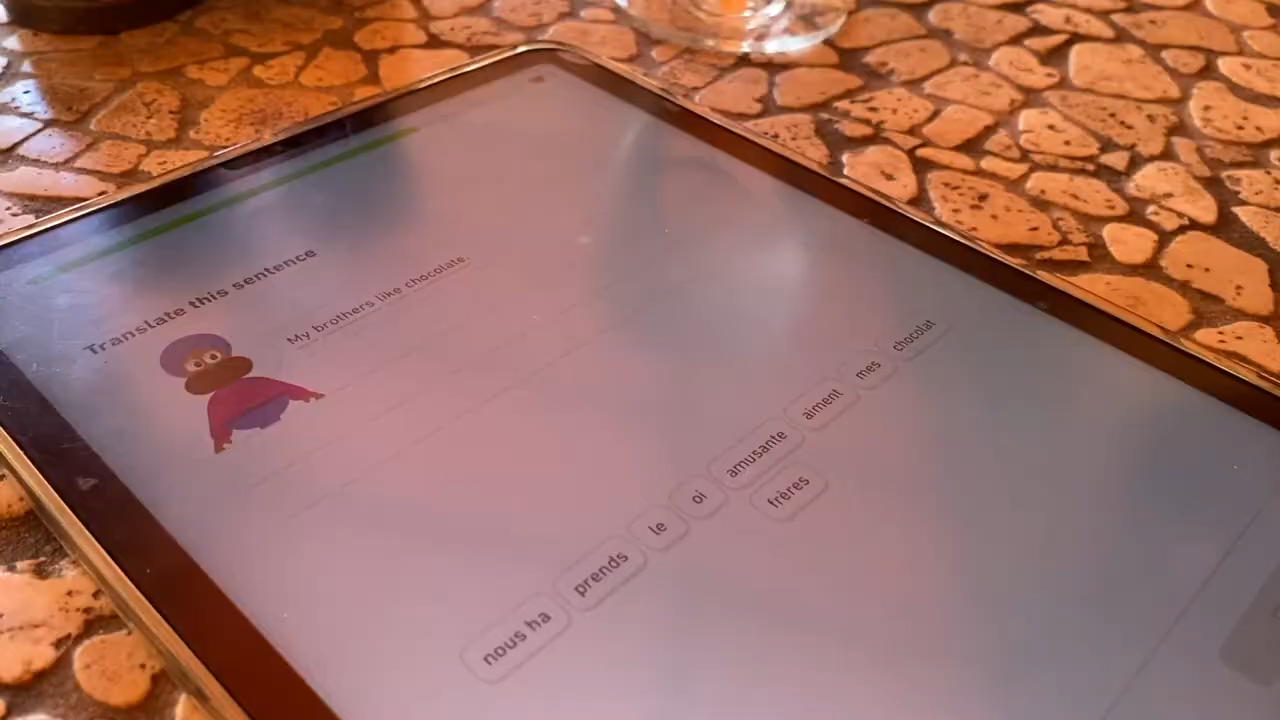 Translate this sentence
My brothers like chocolate.
nous ha prends le oi amusante aiment mes chocolat
frères